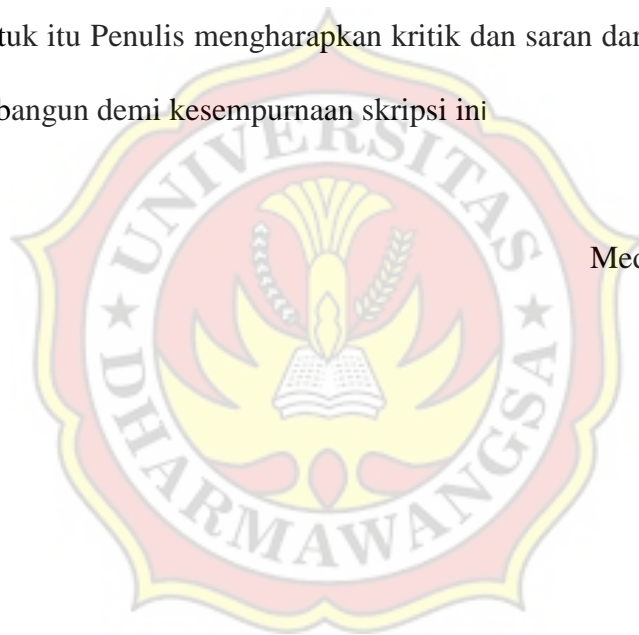 tuk itu Penulis mengharapkan kritik dan saran dar
bangun demi kesempurnaan skripsi ini
UNIVERSITAS
Med
DHARMAWANGSA